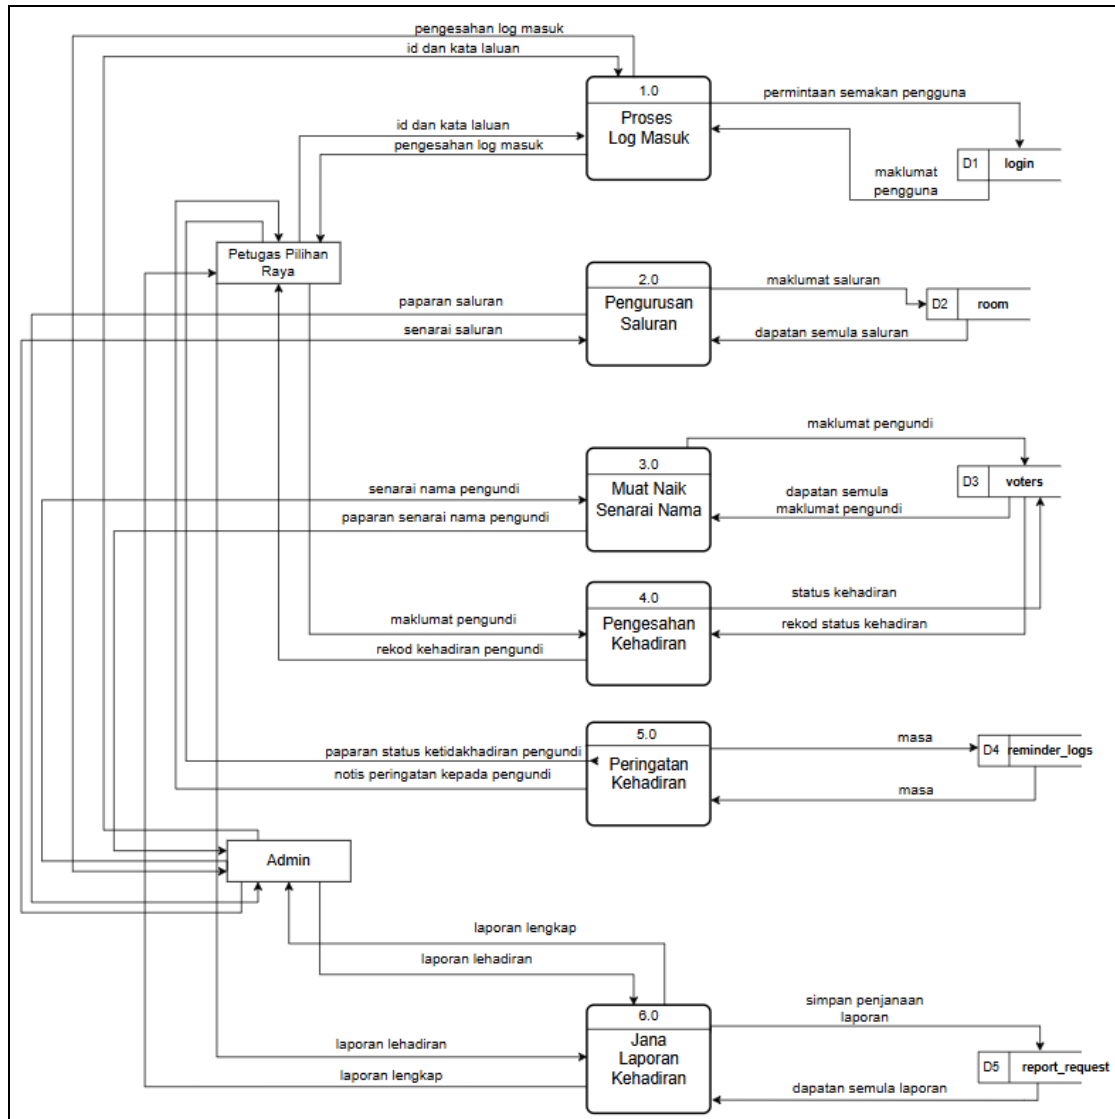 pengesahan log masuk
id dan kata laluan
1.0
Proses
Log Masuk
permintaan semakan pengguna
id dan kata laluan
pengesahan log masuk
D1
login
maklumat
pengguna
Petugas Pilihan
Raya
2.0
Pengurusan
Saluran
maklumat saluran
D2
room
paparan saluran
senarai saluran
dapatan semula saluran
maklumat pengundi
3.0
Muat Naik
Senarai Nama
D3
voters
senarai nama pengundi
paparan senarai nama pengundi
dapatan semula
maklumat pengundi
4.0
Pengesahan
Kehadiran
status kehadiran
maklumat pengundi
rekod status kehadiran
rekod kehadiran pengundi
5.0
Peringatan
Kehadiran
masa
D4
reminder_logs
paparan status ketidakhadiran pengundi
notis peringatan kepada pengundi
masa
Admin
laporan lengkap
laporan lehadiran
6.0
Jana
Laporan
Kehadiran
simpan penjanaan
laporan
laporan lehadiran
laporan lengkap
D5
report_request
dapatan semula laporan